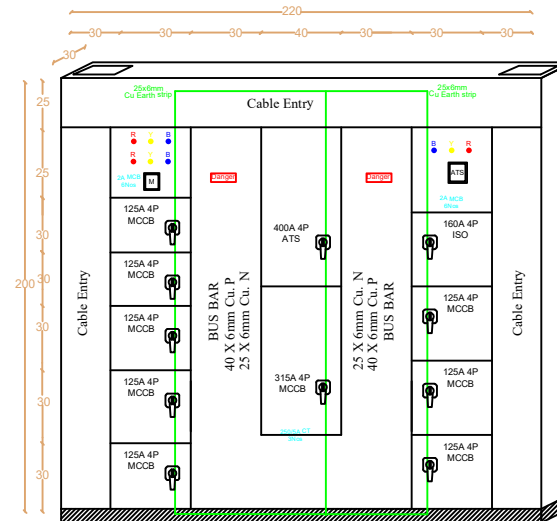 220
30 30 30 40 30 30
30
25
25
30
30
30
30
30
200
25x6mm
Cu Earth strip
25x6mm
Cu Earth strip
Cable Entry
R Y B
R Y B
2A MCB
6Nos
M
Danger
Danger
B Y R
ATS
2A MCB
6Nos
125A 4P
MCCB
125A 4P
MCCB
125A 4P
MCCB
125A 4P
MCCB
125A 4P
MCCB
Cable Entry
BUS BAR
40 X 6mm Cu. P
25 X 6mm Cu. N
400A 4P
ATS
315A 4P
MCCB
250/5A CT
3Nos
25 X 6mm Cu. N
40 X 6mm Cu. P
BUS BAR
160A 4P
ISO
125A 4P
MCCB
125A 4P
MCCB
125A 4P
MCCB
Cable Entry